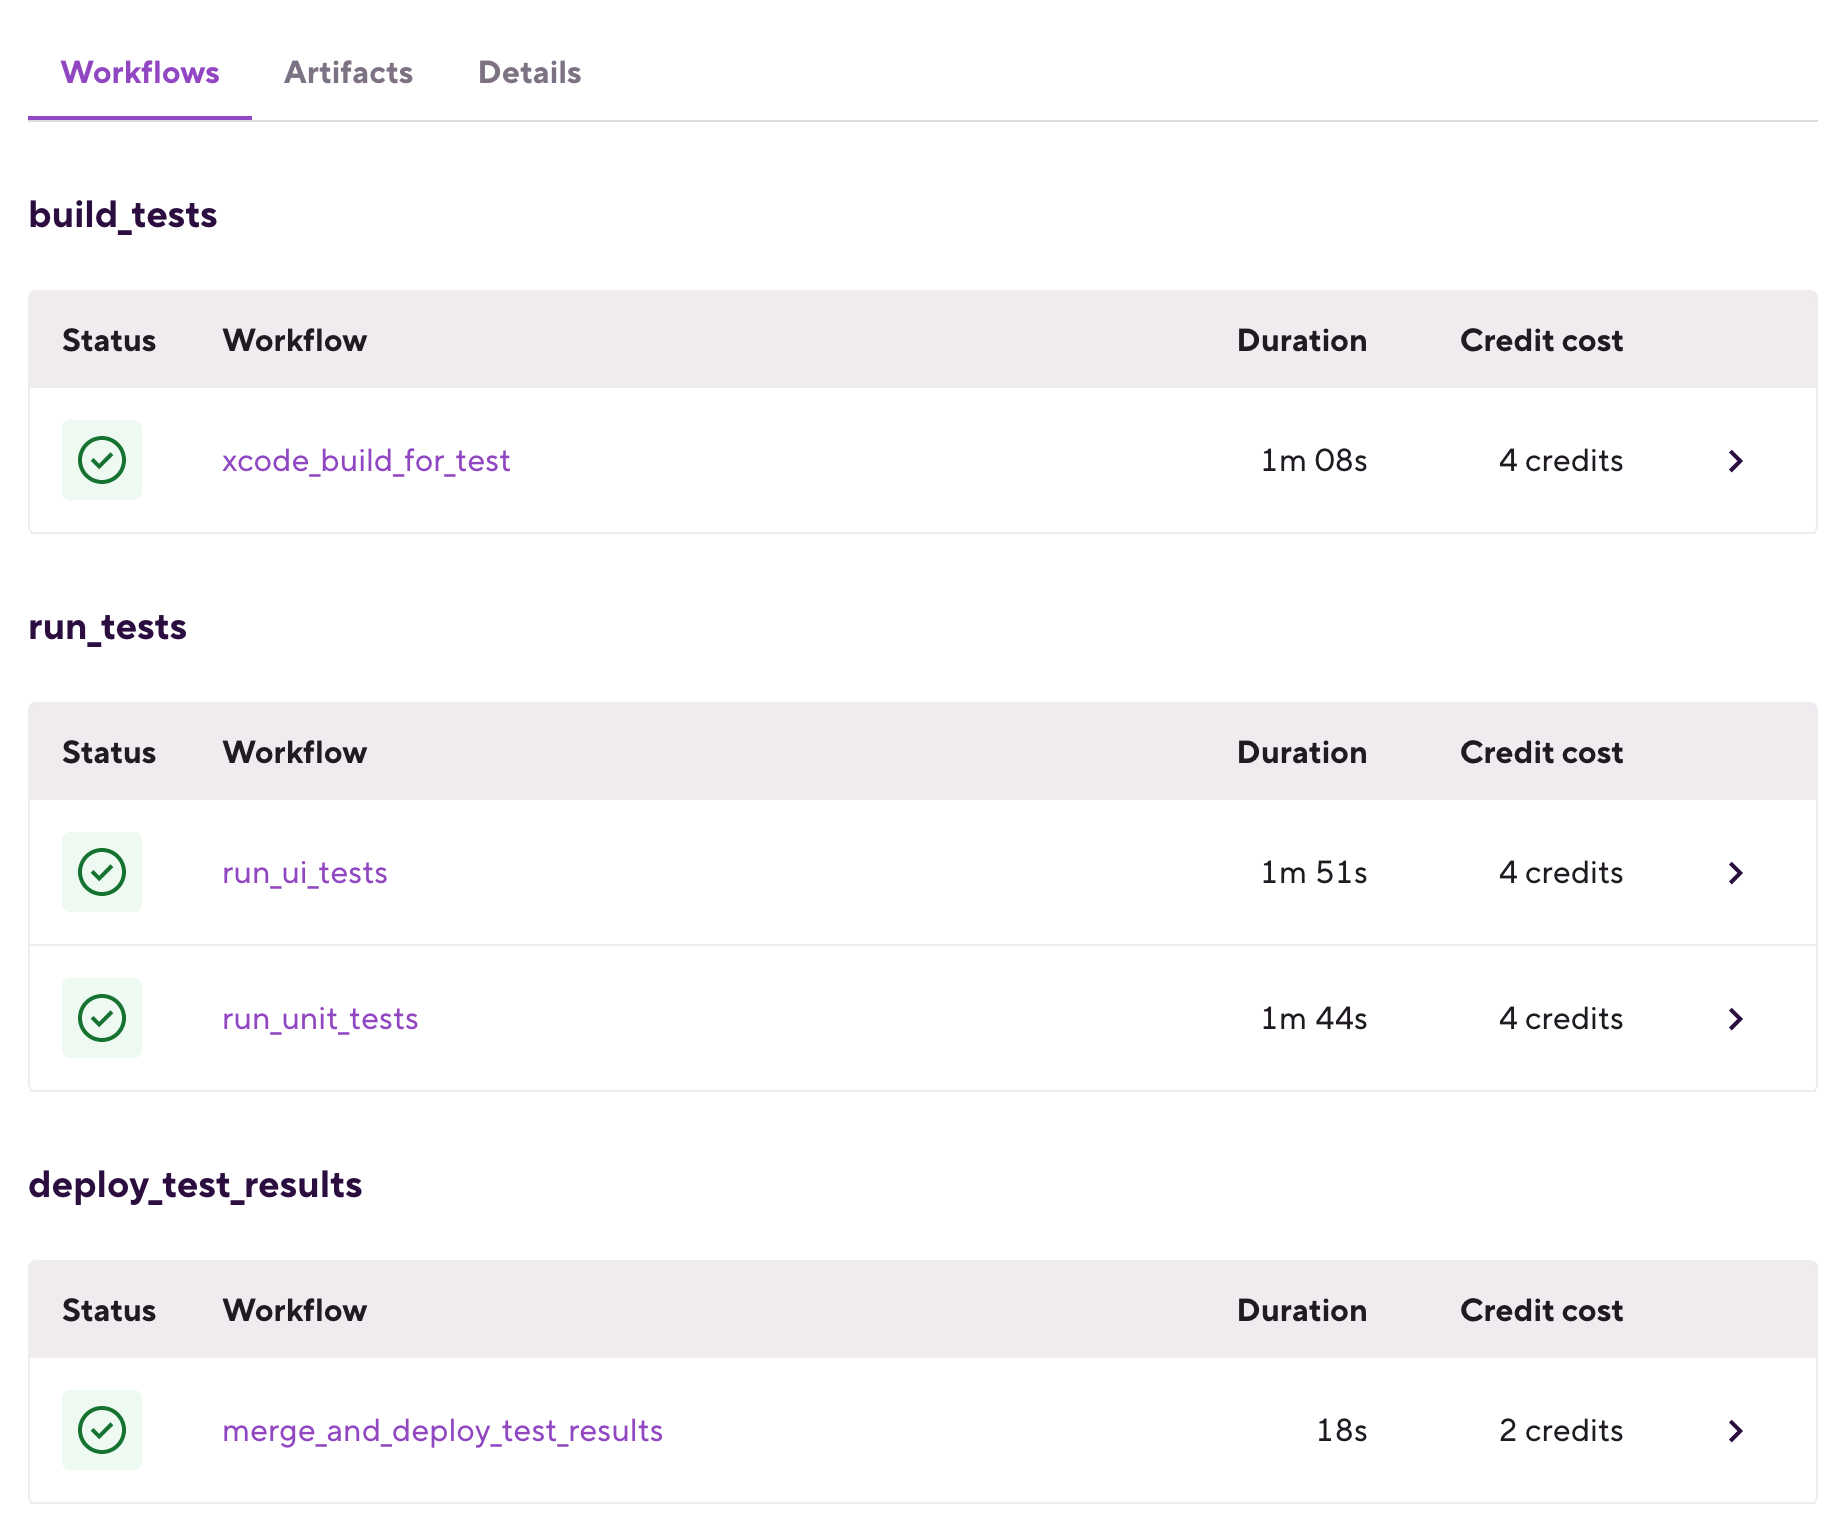 Workflows Artifacts Details
build_tests
Status Workflow Duration Credit cost
xcode_build_for_test 1m 08s 4 credits
run_tests
Status Workflow Duration Credit cost
run_ui_tests 1m 51s 4 credits
run_unit_tests 1m 44s 4 credits
deploy_test_results
Status Workflow Duration Credit cost
merge_and_deploy_test_results 18s 2 credits